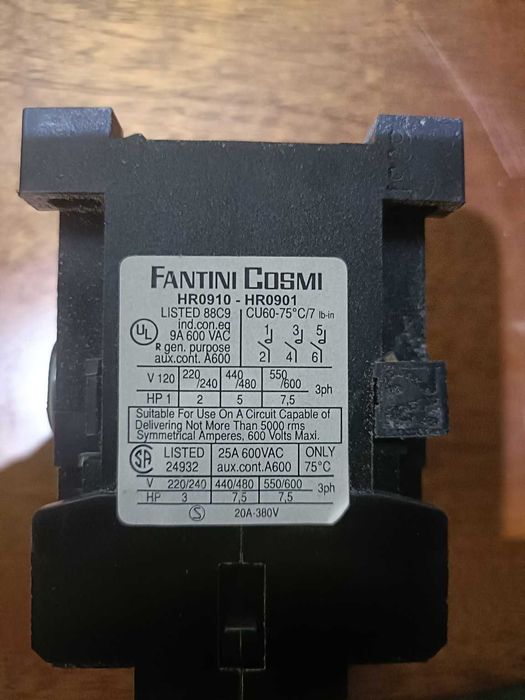 FANTINI COSMI
HR0910 - HR0901
LISTED 88C9
ind.con.eq
9A 600 VAC
R gen. purpose
aux.cont. A600
UL
CU60-75°C/7 lb-in
1 3 5
2 4 6
V 120 220/240 440/480 550/600 3ph
HP 1 2 5 7,5
Suitable For Use On A Circuit Capable of
Delivering Not More Than 5000 rms
Symmetrical Amperes, 600 Volts Maxi.
SA LISTED 25A 600VAC ONLY
24932 aux.cont.A600 75°C
V 220/240 440/480 550/600 3ph
HP 3 7,5 7,5
S 20A-380V